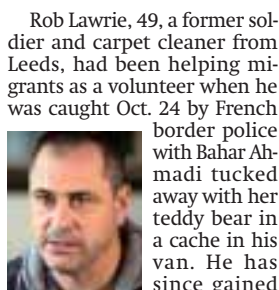 Rob Lawrie, 49, a former sol-
dier and carpet cleaner from
Leeds, had been helping mi-
grants as a volunteer when he
was caught Oct. 24 by French
border police
with Bahar Ah-
madi tucked
away with her
teddy bear in
a cache in his
van. He has
since gained